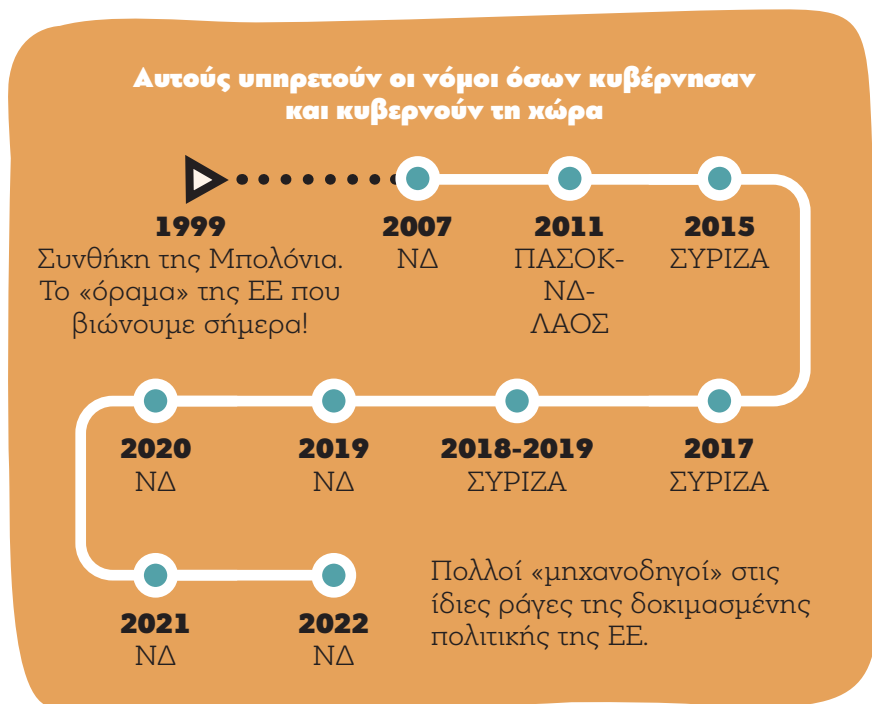 Αυτούς υπηρετούν οι νόμοι όσων κυβέρνησαν
και κυβερνούν τη χώρα
1999
Συνθήκη της Μπολόνια.
Το «όραμα» της ΕΕ που
βιώνουμε σήμερα!
2007
ΝΔ
2011
ΠΑΣΟΚ-
ΝΔ-
ΛΑΟΣ
2015
ΣΥΡΙΖΑ
2017
ΣΥΡΙΖΑ
2018-2019
ΣΥΡΙΖΑ
2019
ΝΔ
2020
ΝΔ
2021
ΝΔ
2022
ΝΔ
Πολλοί «μηχανοδηγοί» στις
ίδιες ράγες της δοκιμασμένης
πολιτικής της ΕΕ.